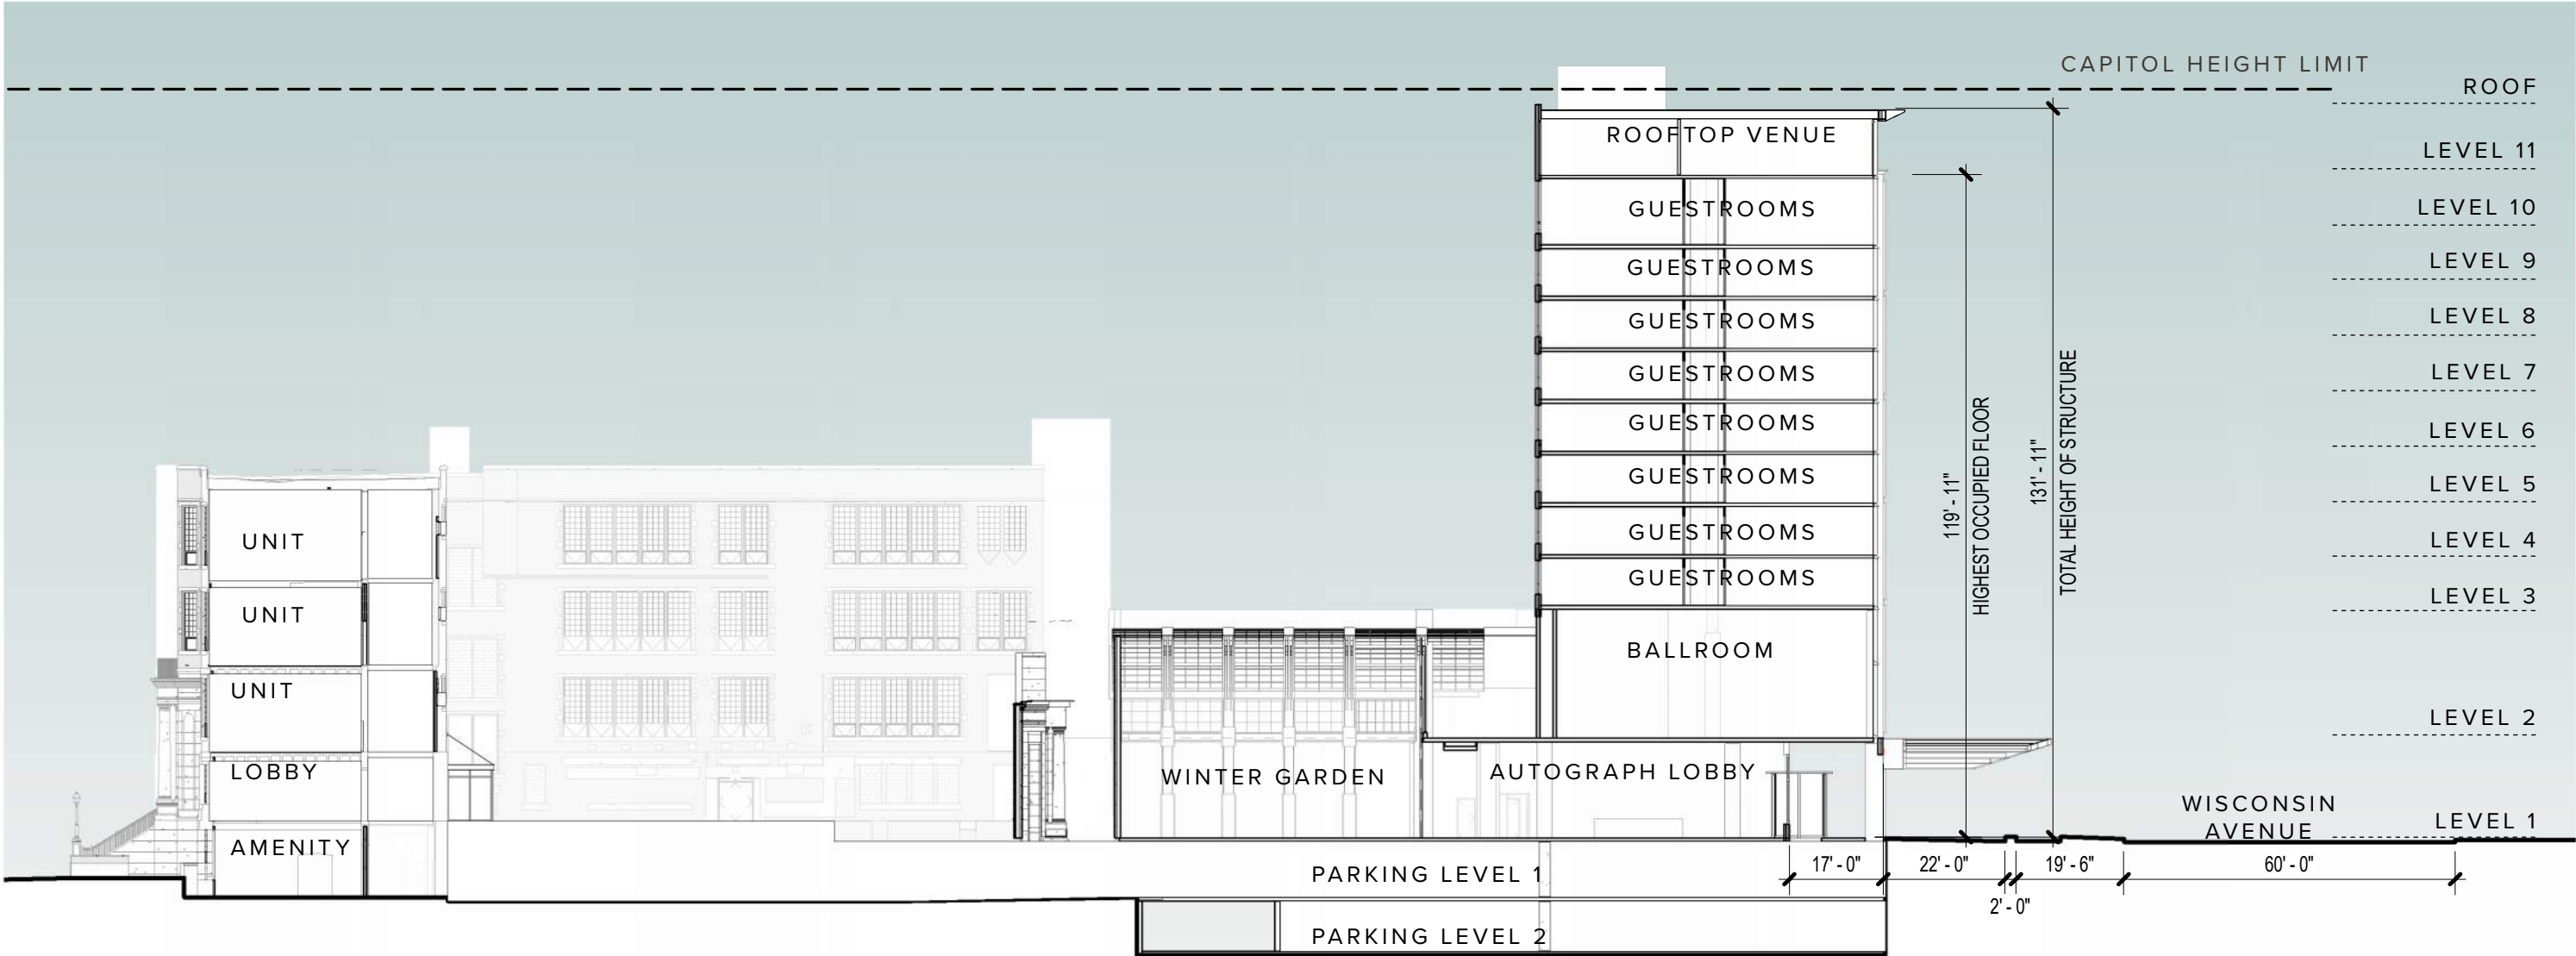 CAPITOL HEIGHT LIMIT
ROOF
ROOFTOP VENUE
LEVEL 11
GUESTROOMS
LEVEL 10
GUESTROOMS
LEVEL 9
GUESTROOMS
LEVEL 8
GUESTROOMS
LEVEL 7
GUESTROOMS
LEVEL 6
GUESTROOMS
LEVEL 5
GUESTROOMS
LEVEL 4
GUESTROOMS
LEVEL 3
119' - 11"
HIGHEST OCCUPIED FLOOR
131' - 11"
TOTAL HEIGHT OF STRUCTURE
UNIT
UNIT
BALLROOM
UNIT
LEVEL 2
LOBBY
WINTER GARDEN
AUTOGRAPH LOBBY
WISCONSIN
AVENUE
LEVEL 1
AMENITY
PARKING LEVEL 1
17' - 0"
22' - 0"
19' - 6"
60' - 0"
2' - 0"
PARKING LEVEL 2